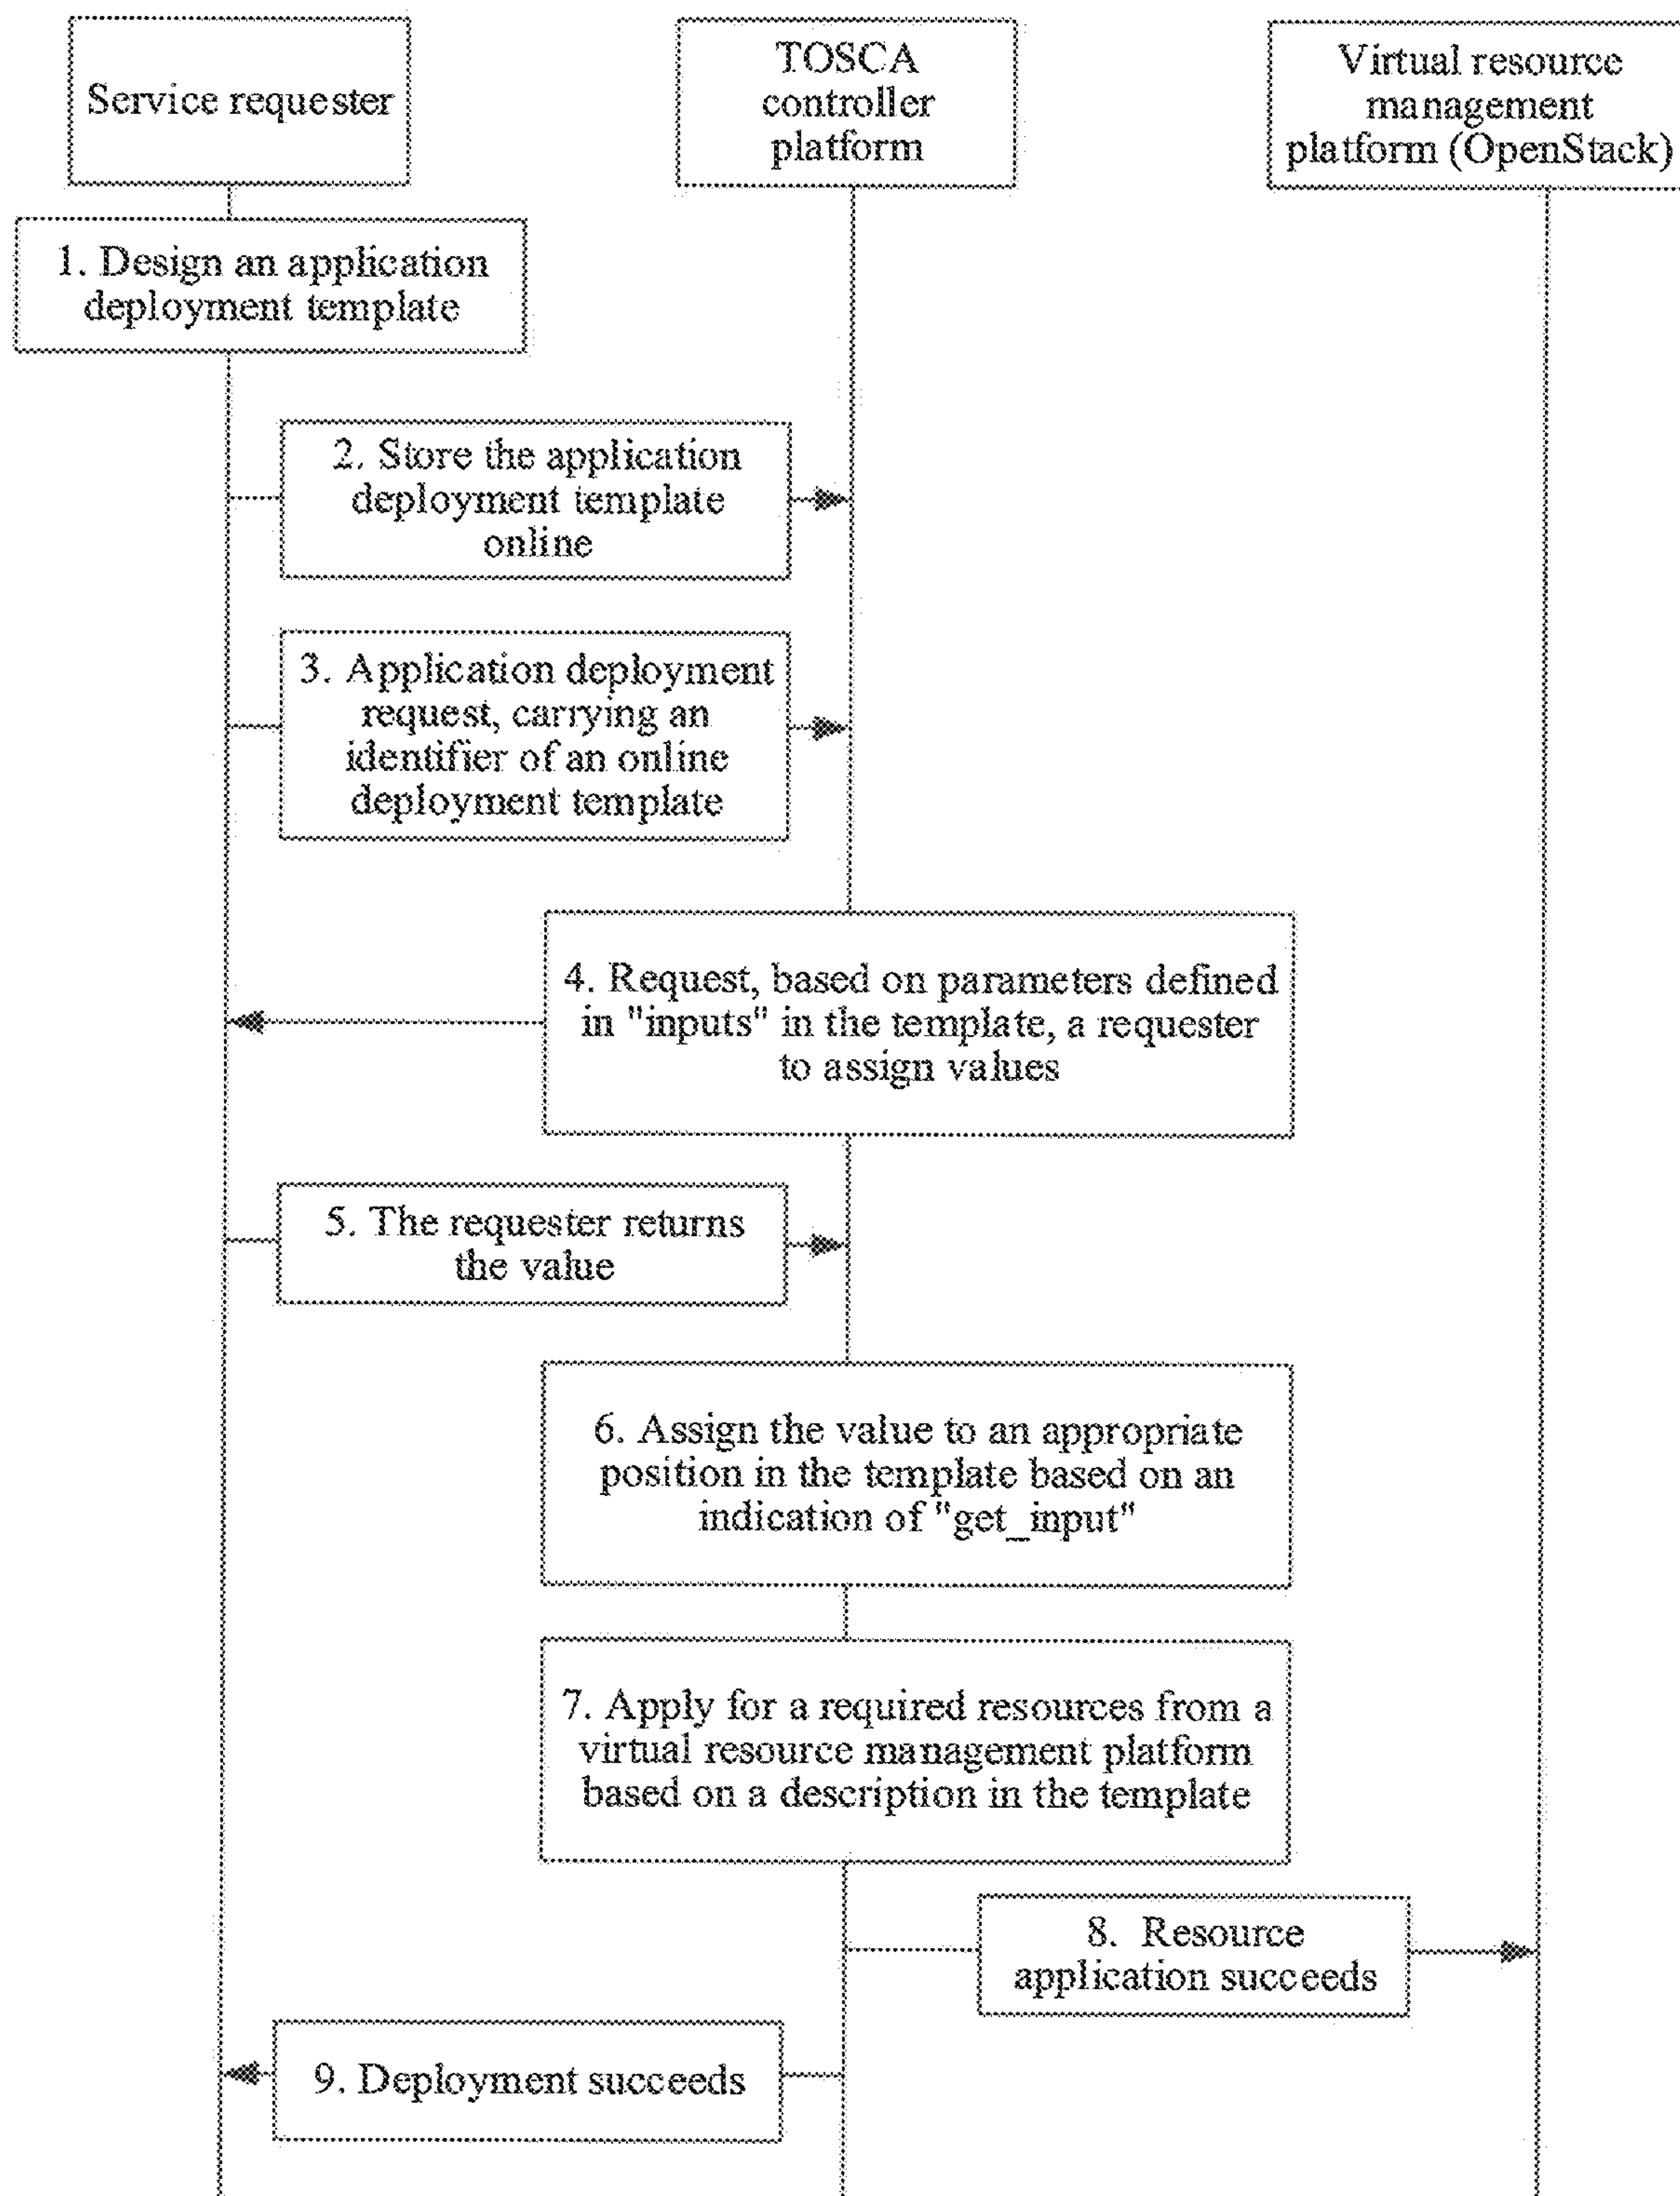 Service requester
TOSCA
controller
platform
Virtual resource
management
platform (OpenStack)
1. Design an application
deployment template
2. Store the application
deployment template
online
3. Application deployment
request, carrying an
identifier of an online
deployment template
4. Request, based on parameters defined
in "inputs" in the template, a requester
to assign values
5. The requester returns
the value
6. Assign the value to an appropriate
position in the template based on an
indication of "get_input"
7. Apply for a required resources from a
virtual resource management platform
based on a description in the template
8. Resource
application succeeds
9. Deployment succeeds